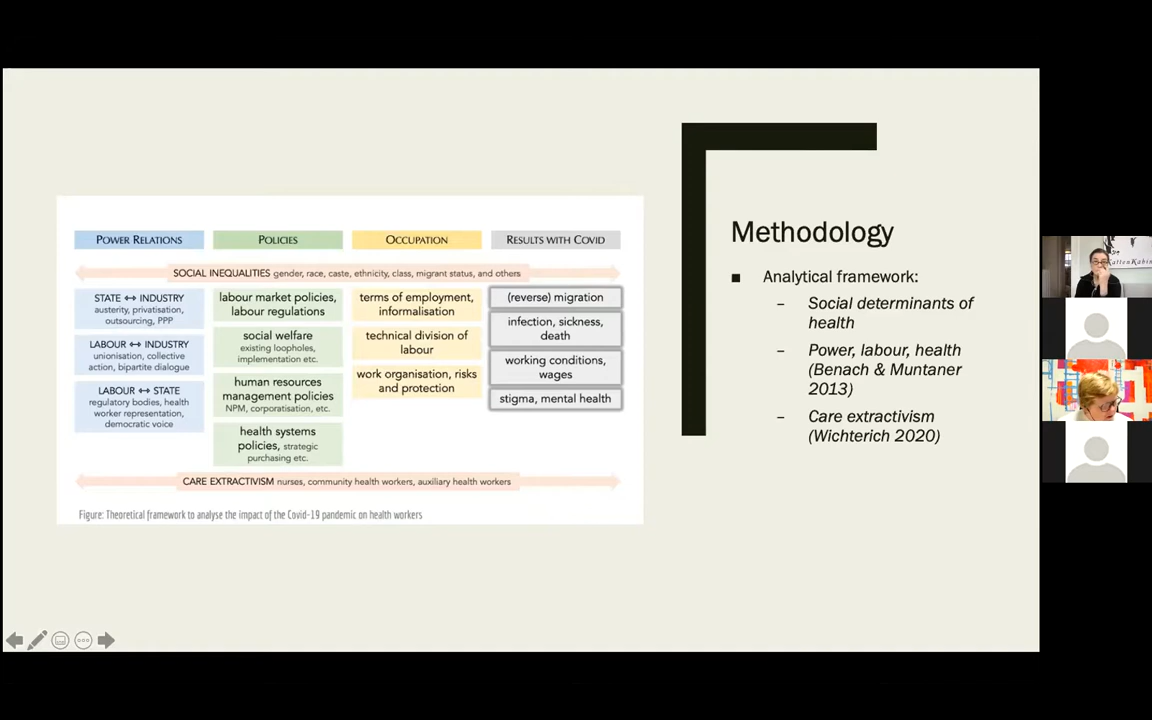 POWER RELATIONS
POLICIES
OCCUPATION
RESULTS WITH COVID
SOCIAL INEQUALITIES gender, race, caste, ethnicity, class, migrant status, and others
STATE ↔ INDUSTRY
austerity, privatisation,
outsourcing, PPP
LABOUR ↔ INDUSTRY
unionisation, collective
action, bipartite dialogue
LABOUR ↔ STATE
regulatory bodies, health
worker representation,
democratic voice
labour market policies,
labour regulations
social welfare
existing loopholes,
implementation etc.
human resources
management policies
NPM, corporatisation, etc.
health systems
policies, strategic
purchasing etc.
terms of employment,
informalisation
technical division of
labour
work organisation, risks
and protection
(reverse) migration
infection, sickness,
death
working conditions,
wages
stigma, mental health
CARE EXTRACTIVISM nurses, community health workers, auxiliary health workers
Figure: Theoretical framework to analyse the impact of the Covid-19 pandemic on health workers
Methodology
■ Analytical framework:
– Social determinants of
health
– Power, labour, health
(Benach & Muntaner
2013)
– Care extractivism
(Wichterich 2020)
KattenKabin